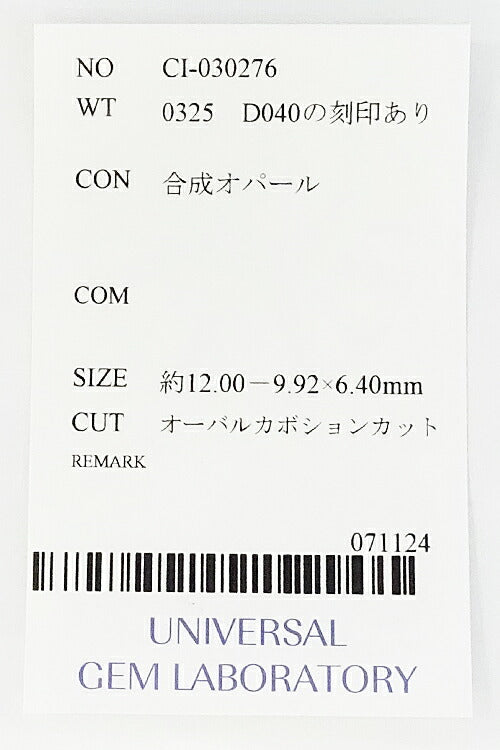 NO CI-030276
WT 0325 D040の刻印あり
CON 合成オパール
COM
SIZE 約12.00－9.92×6.40mm
CUT オーバルカボションカット
REMARK
071124
UNIVERSAL
GEM LABORATORY